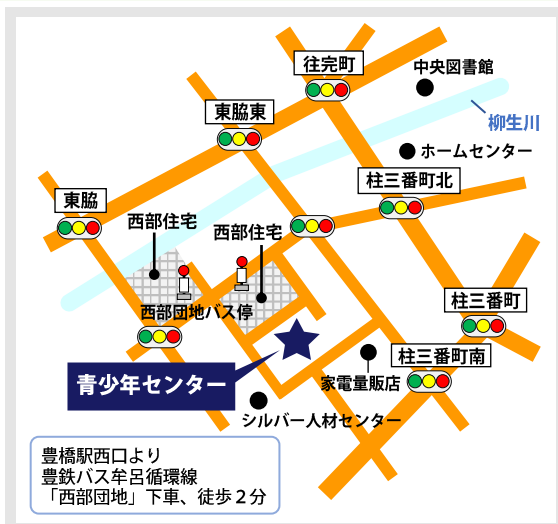 往完町
中央図書館
東脇東
柳生川
ホームセンター
柱三番町北
東脇
西部住宅
西部住宅
西部団地バス停
柱三番町
柱三番町南
青少年センター
家電量販店
シルバー人材センター
豊橋駅西口より
豊鉄バス牟呂循環線
「西部団地」下車、徒歩２分